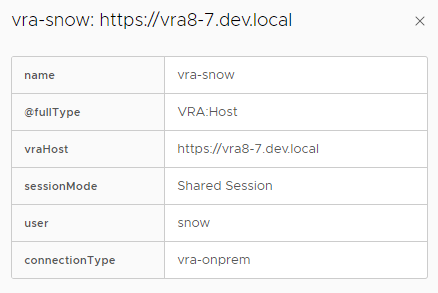 vra-snow: https://vra8-7.dev.local
name vra-snow
@fullType VRA:Host
vraHost https://vra8-7.dev.local
sessionMode Shared Session
user snow
connectionType vra-onprem